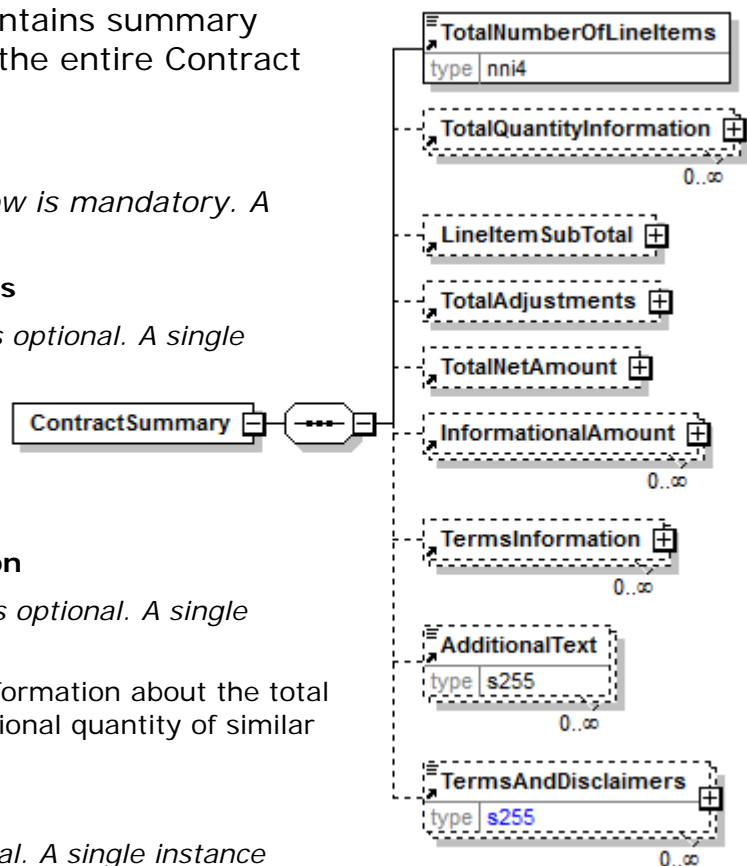 ntains summary
the entire Contract
ow is mandatory. A
s
s optional. A single
on
s optional. A single
formation about the total
ional quantity of similar
al. A single instance
ContractSummary
TotalNumberOfLineItems
type nni4
TotalQuantityInformation
0..∞
LineItemSubTotal
TotalAdjustments
TotalNetAmount
InformationalAmount
0..∞
TermsInformation
0..∞
AdditionalText
type s255
0..∞
TermsAndDisclaimers
type s255
0..∞